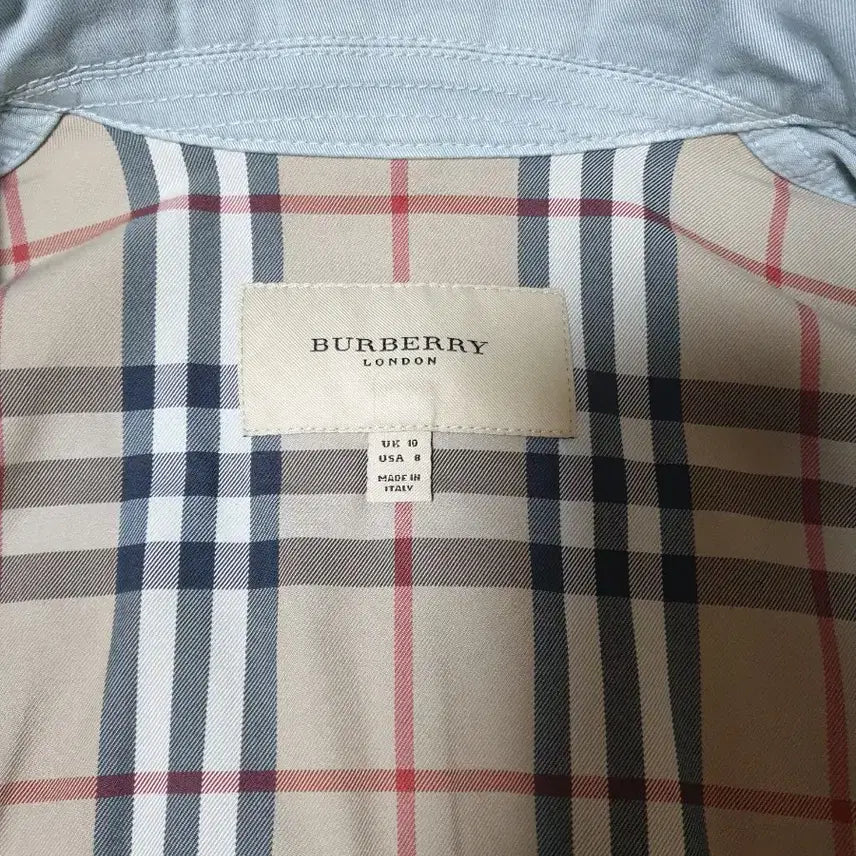 BURBERRY
LONDON
UK 10
USA 8
MADE IN
ITALY